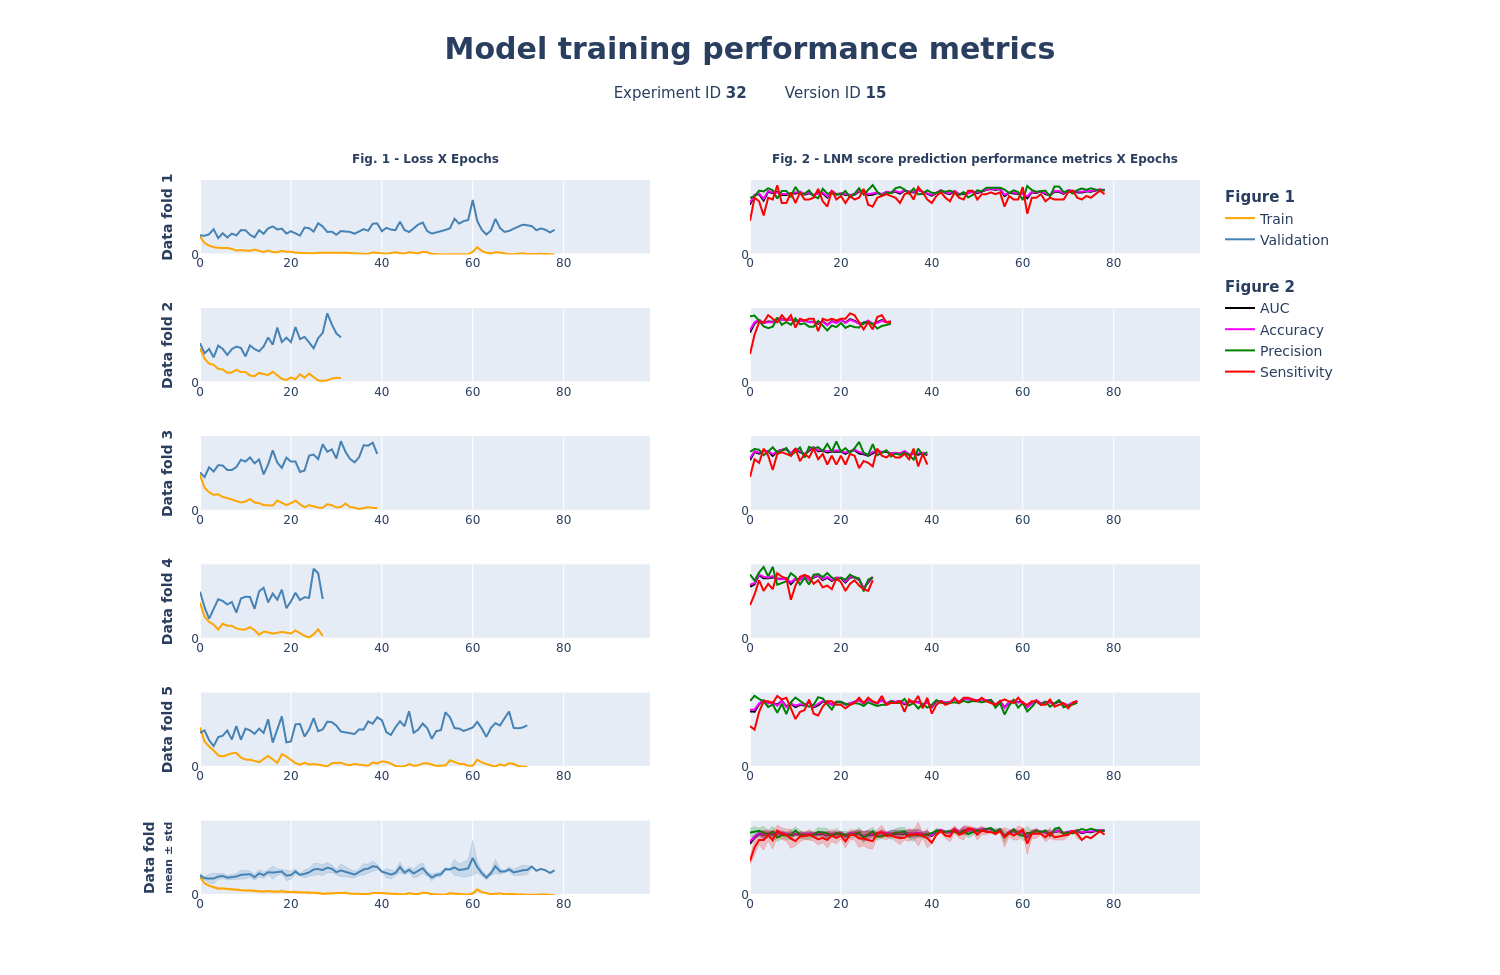 Model training performance metrics
Experiment ID 32 Version ID 15
Fig. 1 - Loss X Epochs
Fig. 2 - LNM score prediction performance metrics X Epochs
Data fold 1
0
0 20 40 60 80
0
0 20 40 60 80
Figure 1
Train
Validation
Figure 2
AUC
Accuracy
Precision
Sensitivity
Data fold 2
0
0 20 40 60 80
0
0 20 40 60 80
Data fold 3
0
0 20 40 60 80
0
0 20 40 60 80
Data fold 4
0
0 20 40 60 80
0
0 20 40 60 80
Data fold 5
0
0 20 40 60 80
0
0 20 40 60 80
Data fold
mean ± std
0
0 20 40 60 80
0
0 20 40 60 80